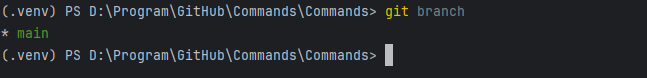 (.venv) PS D:\Program\GitHub\Commands\Commands> git branch
* main
(.venv) PS D:\Program\GitHub\Commands\Commands>